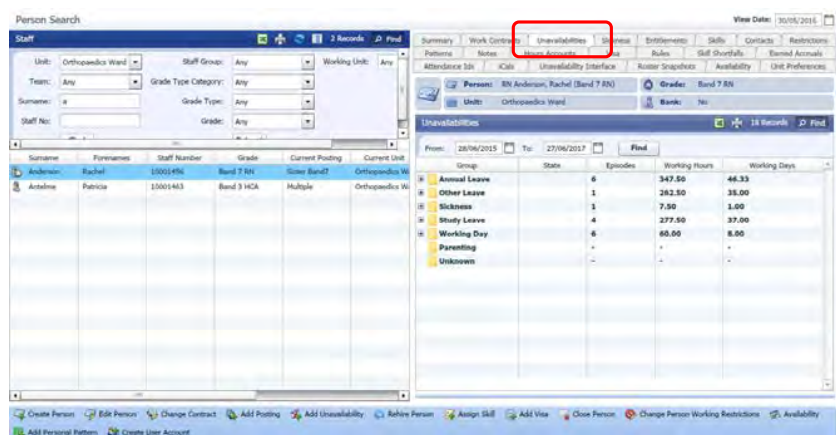 Person Search
View Date: 30/05/2016
Staff 2 Records Find
Unit: Orthopaedics Ward Staff Group: Any Working Unit: Any
Team: Any Grade Type Category: Any
Surname: a Grade Type: Any
Staff No: Grade: Any
Surname Forenames Staff Number Grade Current Posting Current Unit
Anderson Rachel 10001456 Band 7 RN Sister Band7 Orthopaedics W
Antelme Patricia 10001463 Band 3 HCA Multiple Orthopaedics W
Summary Work Contracts Unavailabilities Sickness Entitlements Skills Contacts Restrictions
Patterns Notes Hours Accounts Visa Rules Skill Shortfalls Earned Accruals
Attendance Ids iCals Unavailability Interface Roster Snapshots Availability Unit Preferences
Person: RN Anderson, Rachel (Band 7 RN) Grade: Band 7 RN
Unit: Orthopaedics Ward Bank: No
Unavailabilities 18 Records Find
From: 28/06/2015 To: 27/06/2017 Find
Group State Episodes Working Hours Working Days
Annual Leave 6 347.50 46.33
Other Leave 1 262.50 35.00
Sickness 1 7.50 1.00
Study Leave 4 277.50 37.00
Working Day 6 60.00 8.00
Parenting - - -
Unknown - - -
Create Person Edit Person Change Contract Add Posting Add Unavailability Rehire Person Assign Skill Add Visa Close Person Change Person Working Restrictions Availability
Add Personal Pattern Create User Account